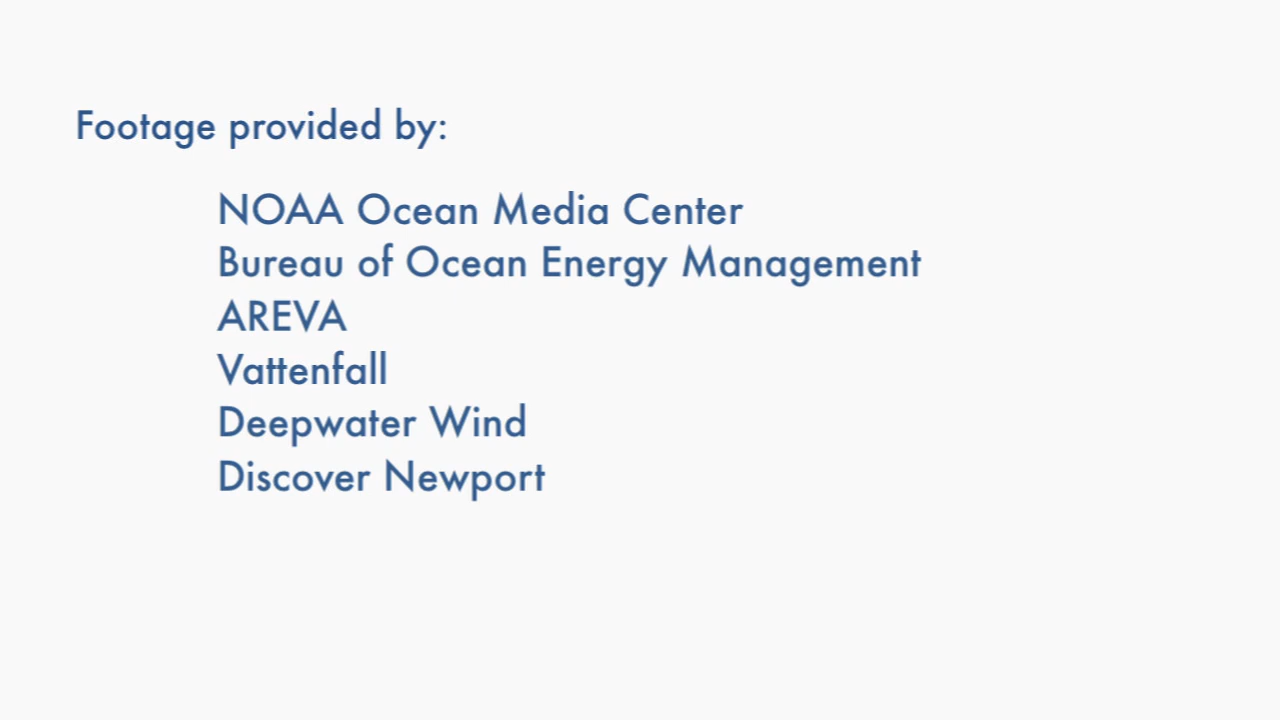 Footage provided by:
NOAA Ocean Media Center
Bureau of Ocean Energy Management
AREVA
Vattenfall
Deepwater Wind
Discover Newport